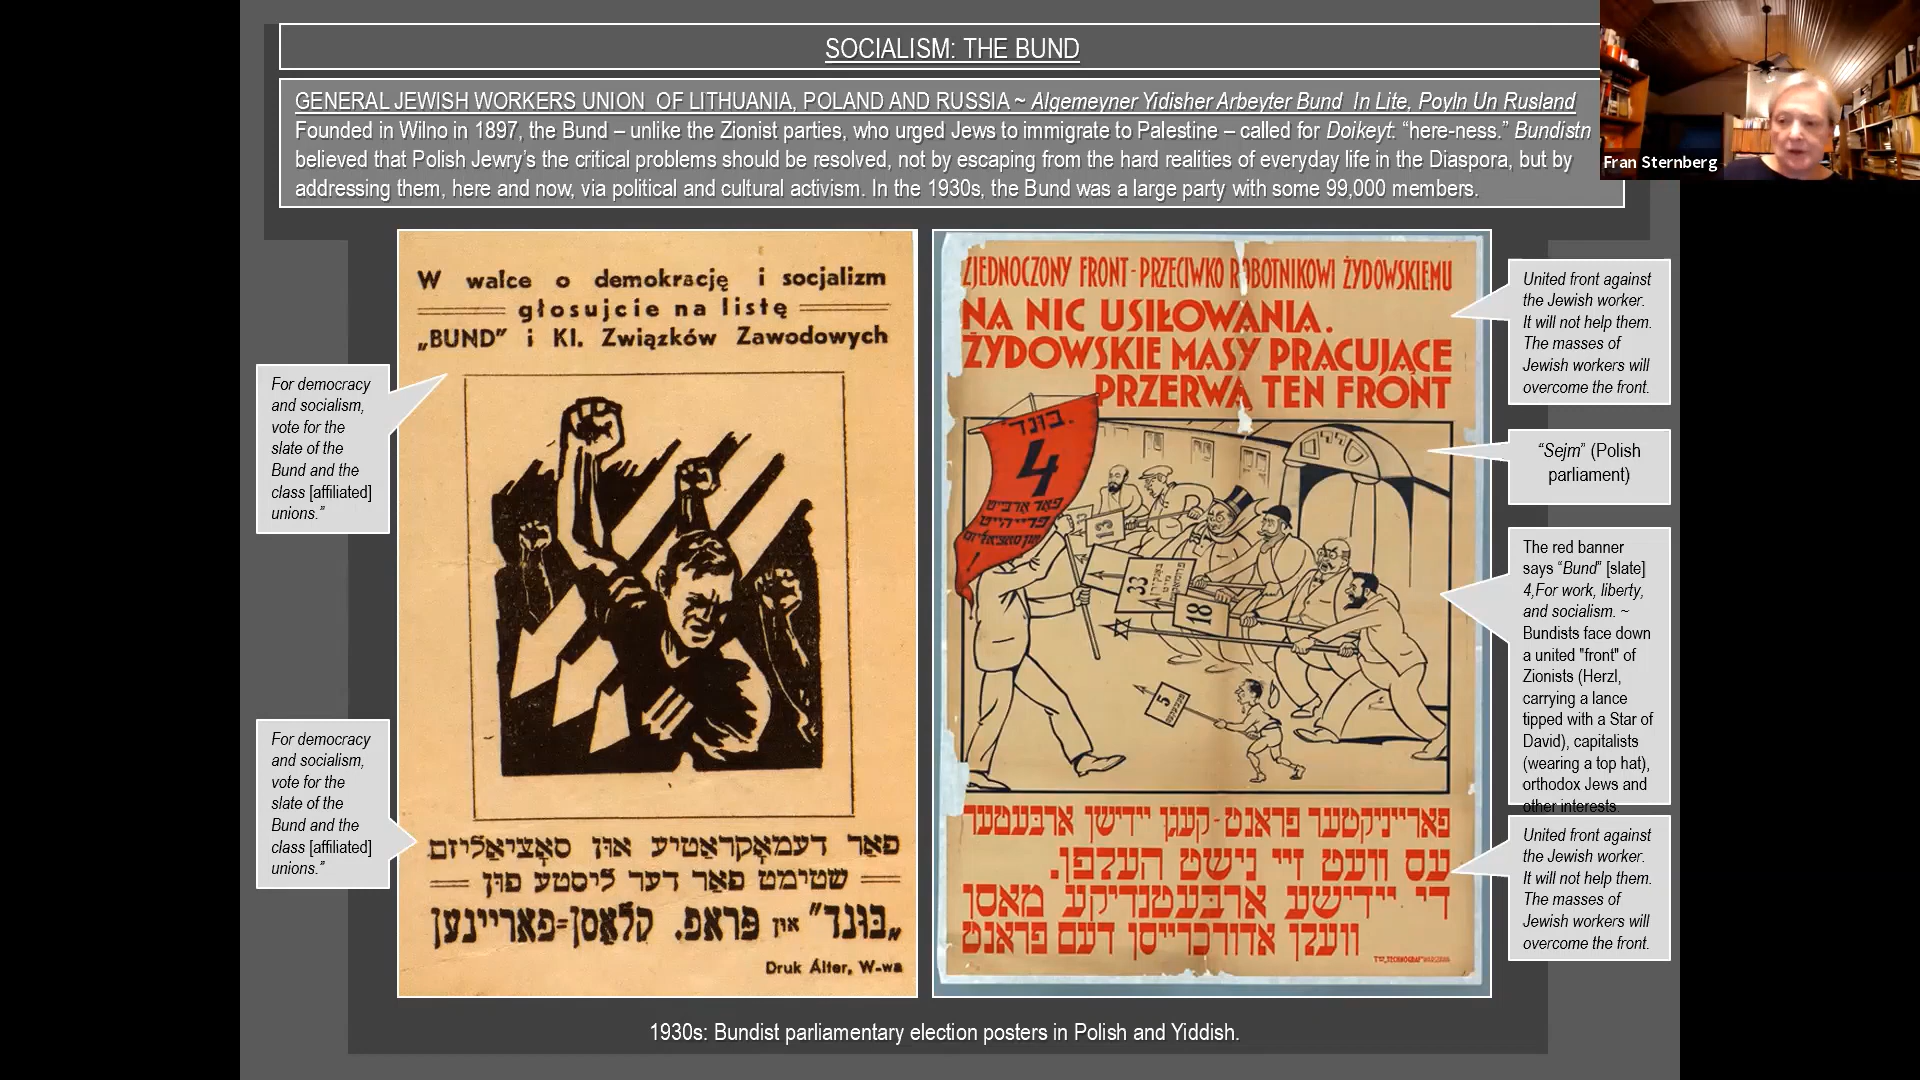 SOCIALISM: THE BUND
GENERAL JEWISH WORKERS UNION OF LITHUANIA, POLAND AND RUSSIA ~ Algemeyner Yidisher Arbeyter Bund In Lite, Poyln Un Rusland
Founded in Wilno in 1897, the Bund – unlike the Zionist parties, who urged Jews to immigrate to Palestine – called for Doikeyt: “here-ness.” Bundistn
believed that Polish Jewry’s the critical problems should be resolved, not by escaping from the hard realities of everyday life in the Diaspora, but by
addressing them, here and now, via political and cultural activism. In the 1930s, the Bund was a large party with some 99,000 members.
Fran Sternberg
For democracy
and socialism,
vote for the
slate of the
Bund and the
class [affiliated]
unions.”
For democracy
and socialism,
vote for the
slate of the
Bund and the
class [affiliated]
unions.”
W walce o demokrację i socjalizm
głosujcie na listę
„BUND” i Kl. Związków Zawodowych
פאַר דעמאָקראַטיע און סאָציאַליזם
שטימט פאַר דער ליסטע פון
„בונד” און פּראָפ. קלאַסן=פאַריינען
Druk Alter, W-wa
ZJEDNOCZONY FRONT - PRZECIWKO ROBOTNIKOWI ŻYDOWSKIEMU
NA NIC USIŁOWANIA.
ŻYDOWSKIE MASY PRACUJĄCE
PRZERWĄ TEN FRONT
בונד
4
פאר ארבייט
פרייהייט
און סאציאליזם
!
13
33
18
5
פאראייניקטער פראנט-קעגן יידישן ארבעטער
עס וועט זיי נישט העלפן.
די יידישע ארבעטנדיקע מאסן
וועלן אדורכרייסן דעם פראנט
United front against
the Jewish worker.
It will not help them.
The masses of
Jewish workers will
overcome the front.
“Sejm” (Polish
parliament)
The red banner
says “Bund” [slate]
4,For work, liberty,
and socialism. ~
Bundists face down
a united "front" of
Zionists (Herzl,
carrying a lance
tipped with a Star of
David), capitalists
(wearing a top hat),
orthodox Jews and
other interests.
United front against
the Jewish worker.
It will not help them.
The masses of
Jewish workers will
overcome the front.
1930s: Bundist parliamentary election posters in Polish and Yiddish.